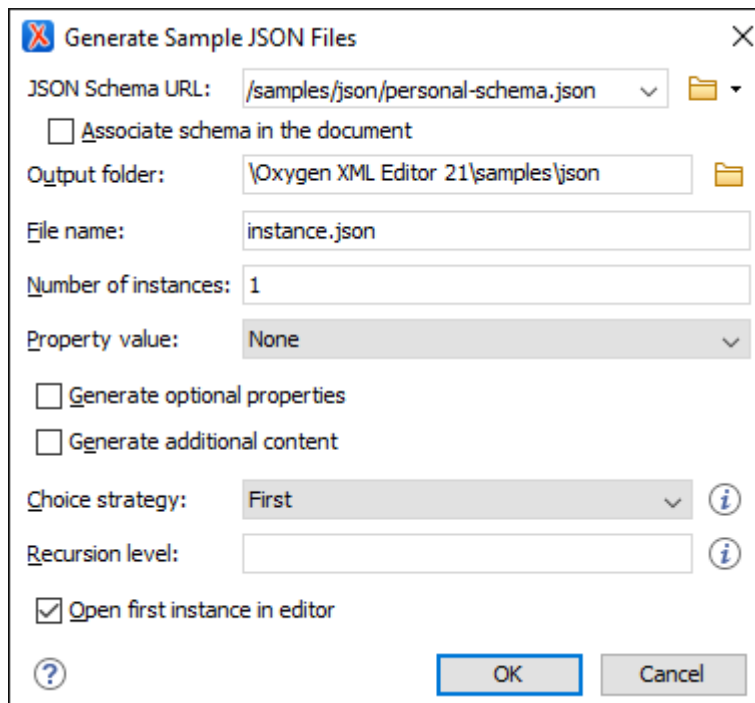 Generate Sample JSON Files
JSON Schema URL: /samples/json/personal-schema.json
Associate schema in the document
Output folder: \Oxygen XML Editor 21\samples\json
File name: instance.json
Number of instances: 1
Property value: None
Generate optional properties
Generate additional content
Choice strategy: First
Recursion level:
Open first instance in editor
OK Cancel